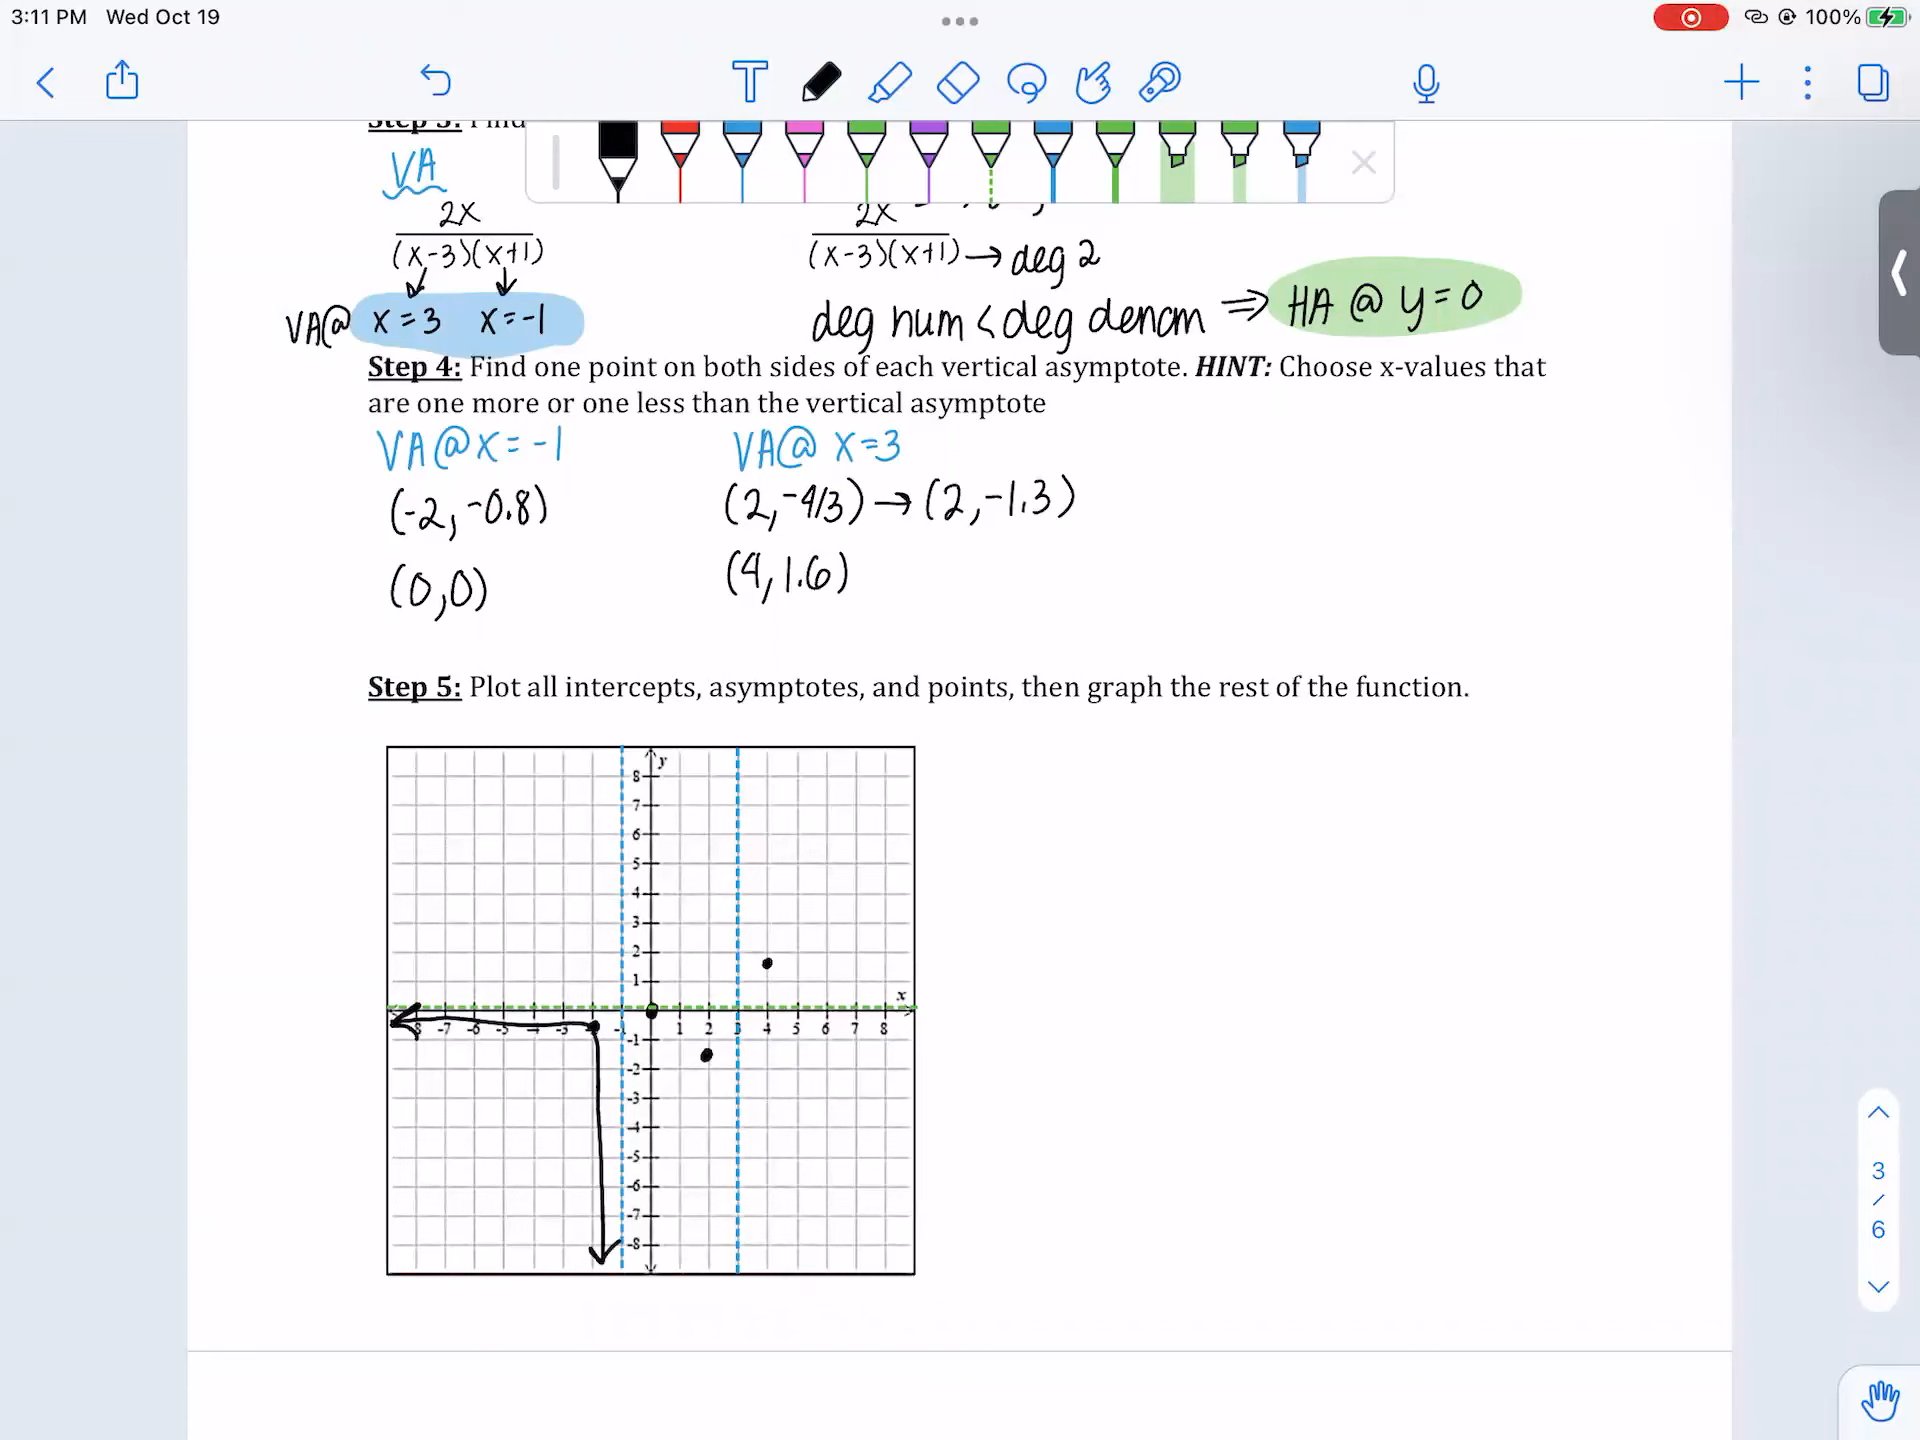 3:11 PM Wed Oct 19
100%
Step 3: Find
VA
2x
(x-3)(x+1)
VA@ x=3 x=-1
2x
(x-3)(x+1) → deg 2
deg num < deg denom ⇒ HA @ y=0
Step 4: Find one point on both sides of each vertical asymptote. HINT: Choose x-values that
are one more or one less than the vertical asymptote
VA@x=-1
(-2,-0.8)
(0,0)
VA@ x=3
(2,-4/3) → (2,-1.3)
(4,1.6)
Step 5: Plot all intercepts, asymptotes, and points, then graph the rest of the function.
y
8
7
6
5
4
3
2
1
x
-8 -7 -6 -5 -4 -3 -1 1 2 3 4 5 6 7 8
-1
-2
-3
-4
-5
-6
-7
-8
3
/
6